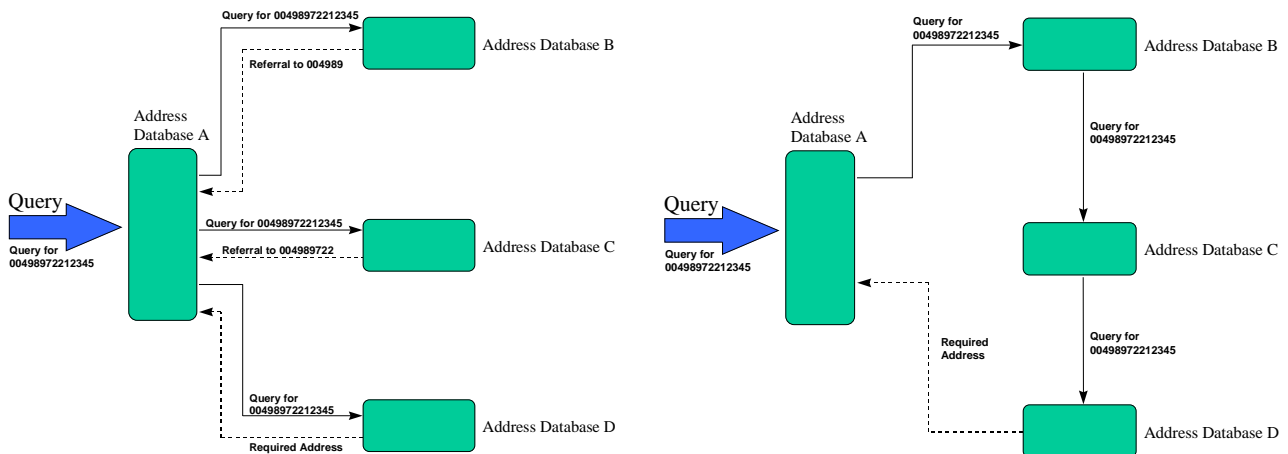 Query for 00498972212345
Address Database B
Referral to 004989
Address
Database A
Query
Query for
00498972212345
Query for 00498972212345
Referral to 004989722
Address Database C
Query for
00498972212345
Required Address
Address Database D
Query for
00498972212345
Address Database B
Address
Database A
Query for
00498972212345
Query
Query for
00498972212345
Address Database C
Required
Address
Query for
00498972212345
Address Database D